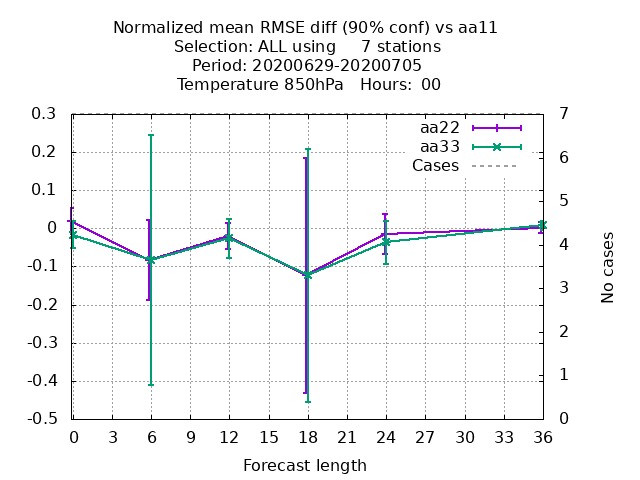 Normalized mean RMSE diff (90% conf) vs aa11
Selection: ALL using     7 stations
Period: 20200629-20200705
Temperature 850hPa   Hours:  00
0.3
0.2
0.1
0
-0.1
-0.2
-0.3
-0.4
-0.5
aa22
aa33
Cases
7
6
5
4
3
2
1
0
No cases
0 3 6 9 12 15 18 21 24 27 30 33 36
Forecast length